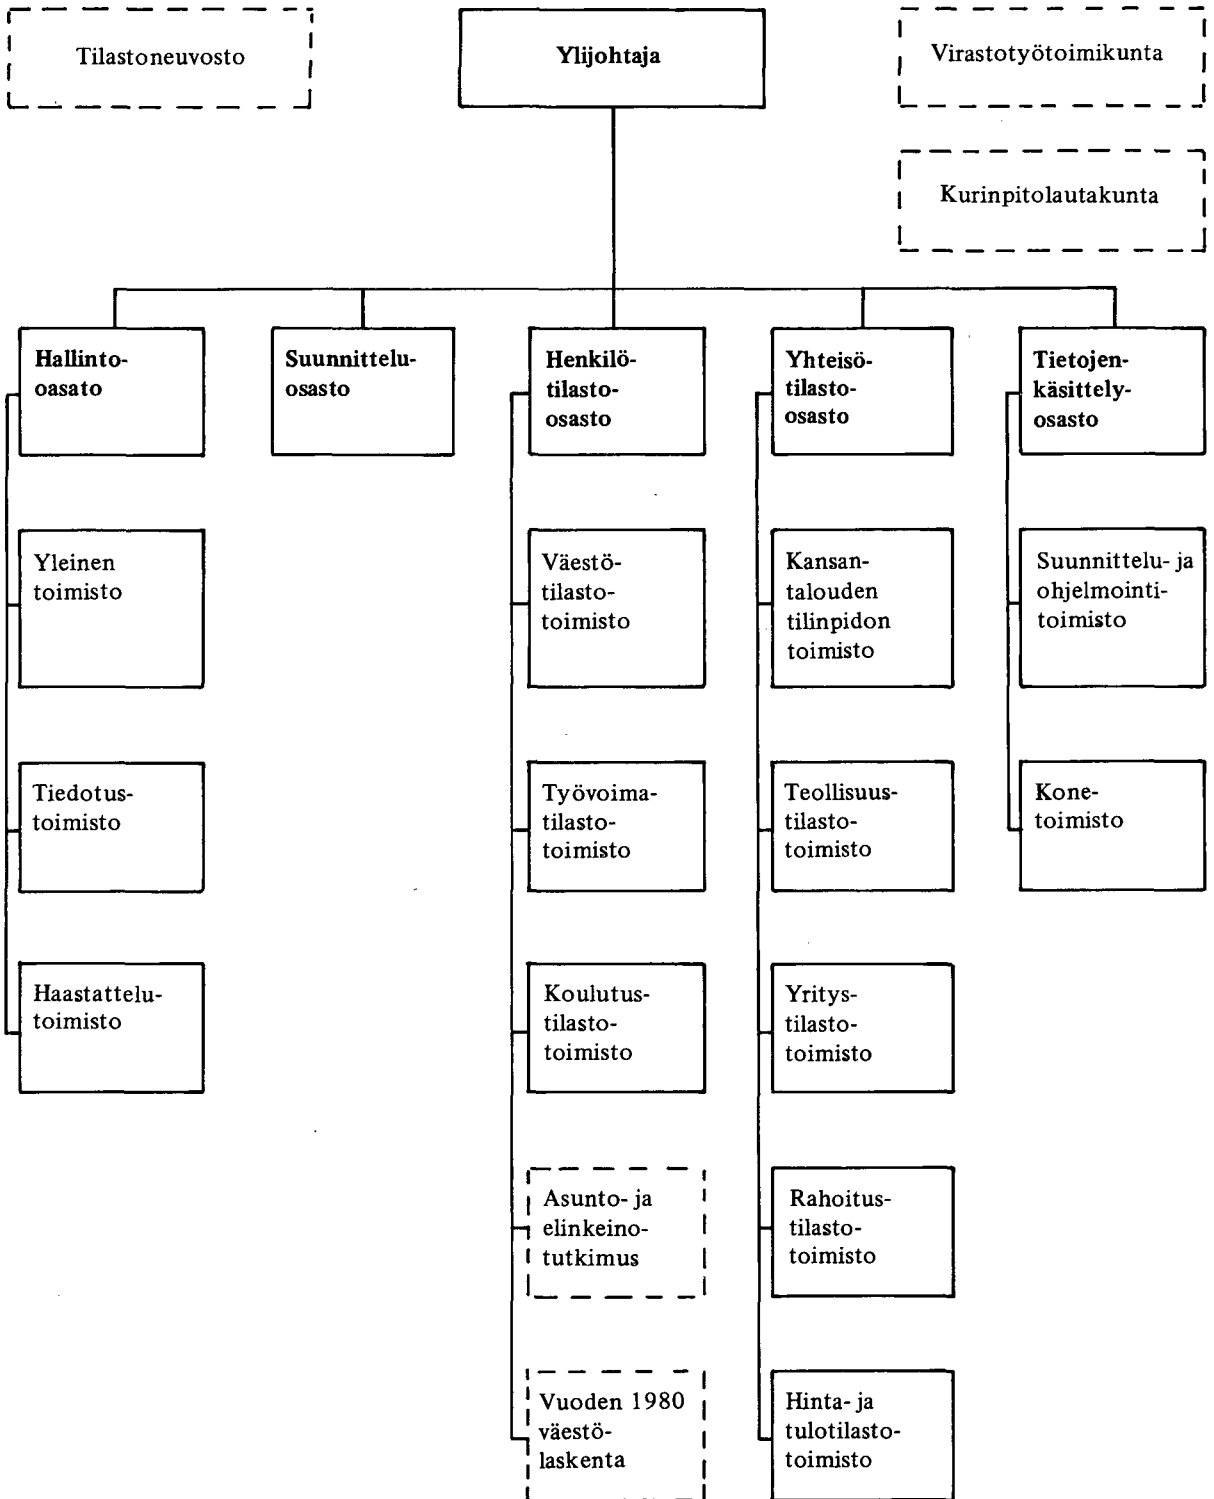 Tilastoneuvosto
Ylijohtaja
Virastotyötoimikunta
Kurinpitolautakunta
Hallinto-
oasato
Suunnittelu-
osasto
Henkilö-
tilasto-
osasto
Yhteisö-
tilasto-
osasto
Tietojen-
käsittely-
osasto
Yleinen
toimisto
Väestö-
tilasto-
toimisto
Kansan-
talouden
tilinpidon
toimisto
Suunnittelu- ja
ohjelmointi-
toimisto
Tiedotus-
toimisto
Työvoima-
tilasto-
toimisto
Teollisuus-
tilasto-
toimisto
Kone-
toimisto
Haastattelu-
toimisto
Koulutus-
tilasto-
toimisto
Yritys-
tilasto-
toimisto
Asunto- ja
elinkeino-
tutkimus
Rahoitus-
tilasto-
toimisto
Vuoden 1980
väestö-
laskenta
Hinta- ja
tulotilasto-
toimisto